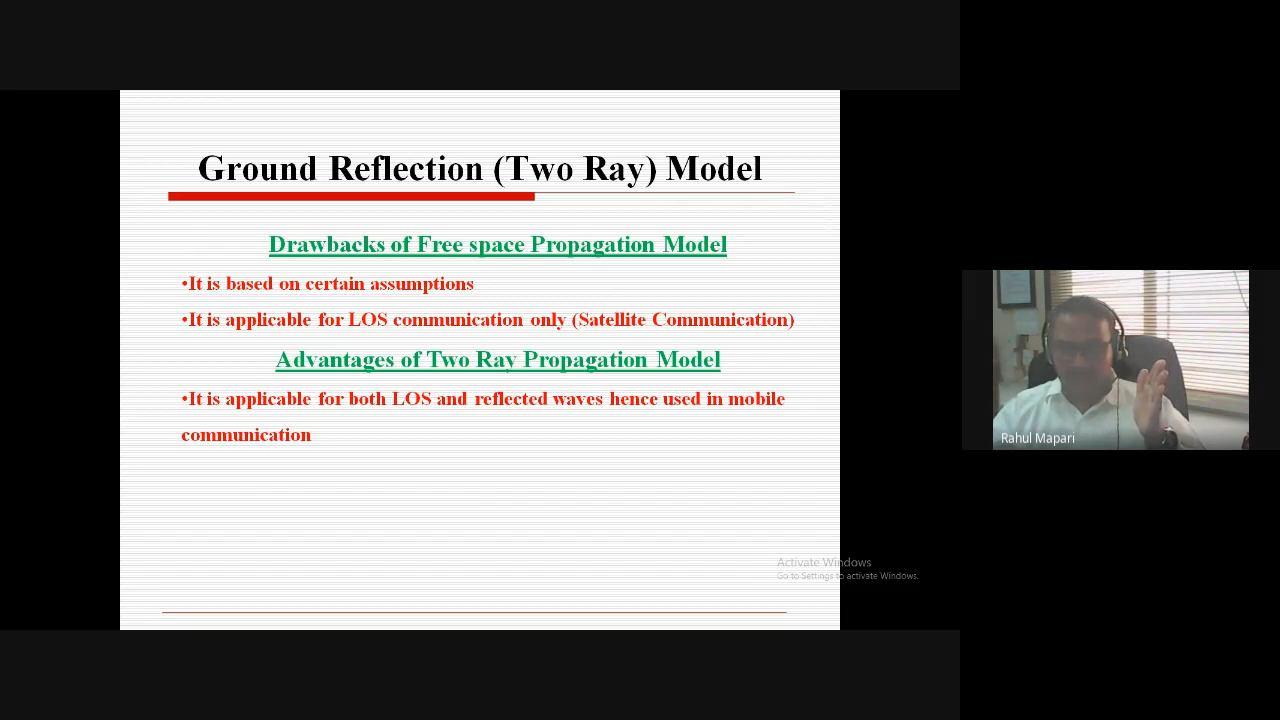 Ground Reflection (Two Ray) Model
Drawbacks of Free space Propagation Model
•It is based on certain assumptions
•It is applicable for LOS communication only (Satellite Communication)
Advantages of Two Ray Propagation Model
•It is applicable for both LOS and reflected waves hence used in mobile
communication
Rahul Mapari
Activate Windows
Go to Settings to activate Windows.